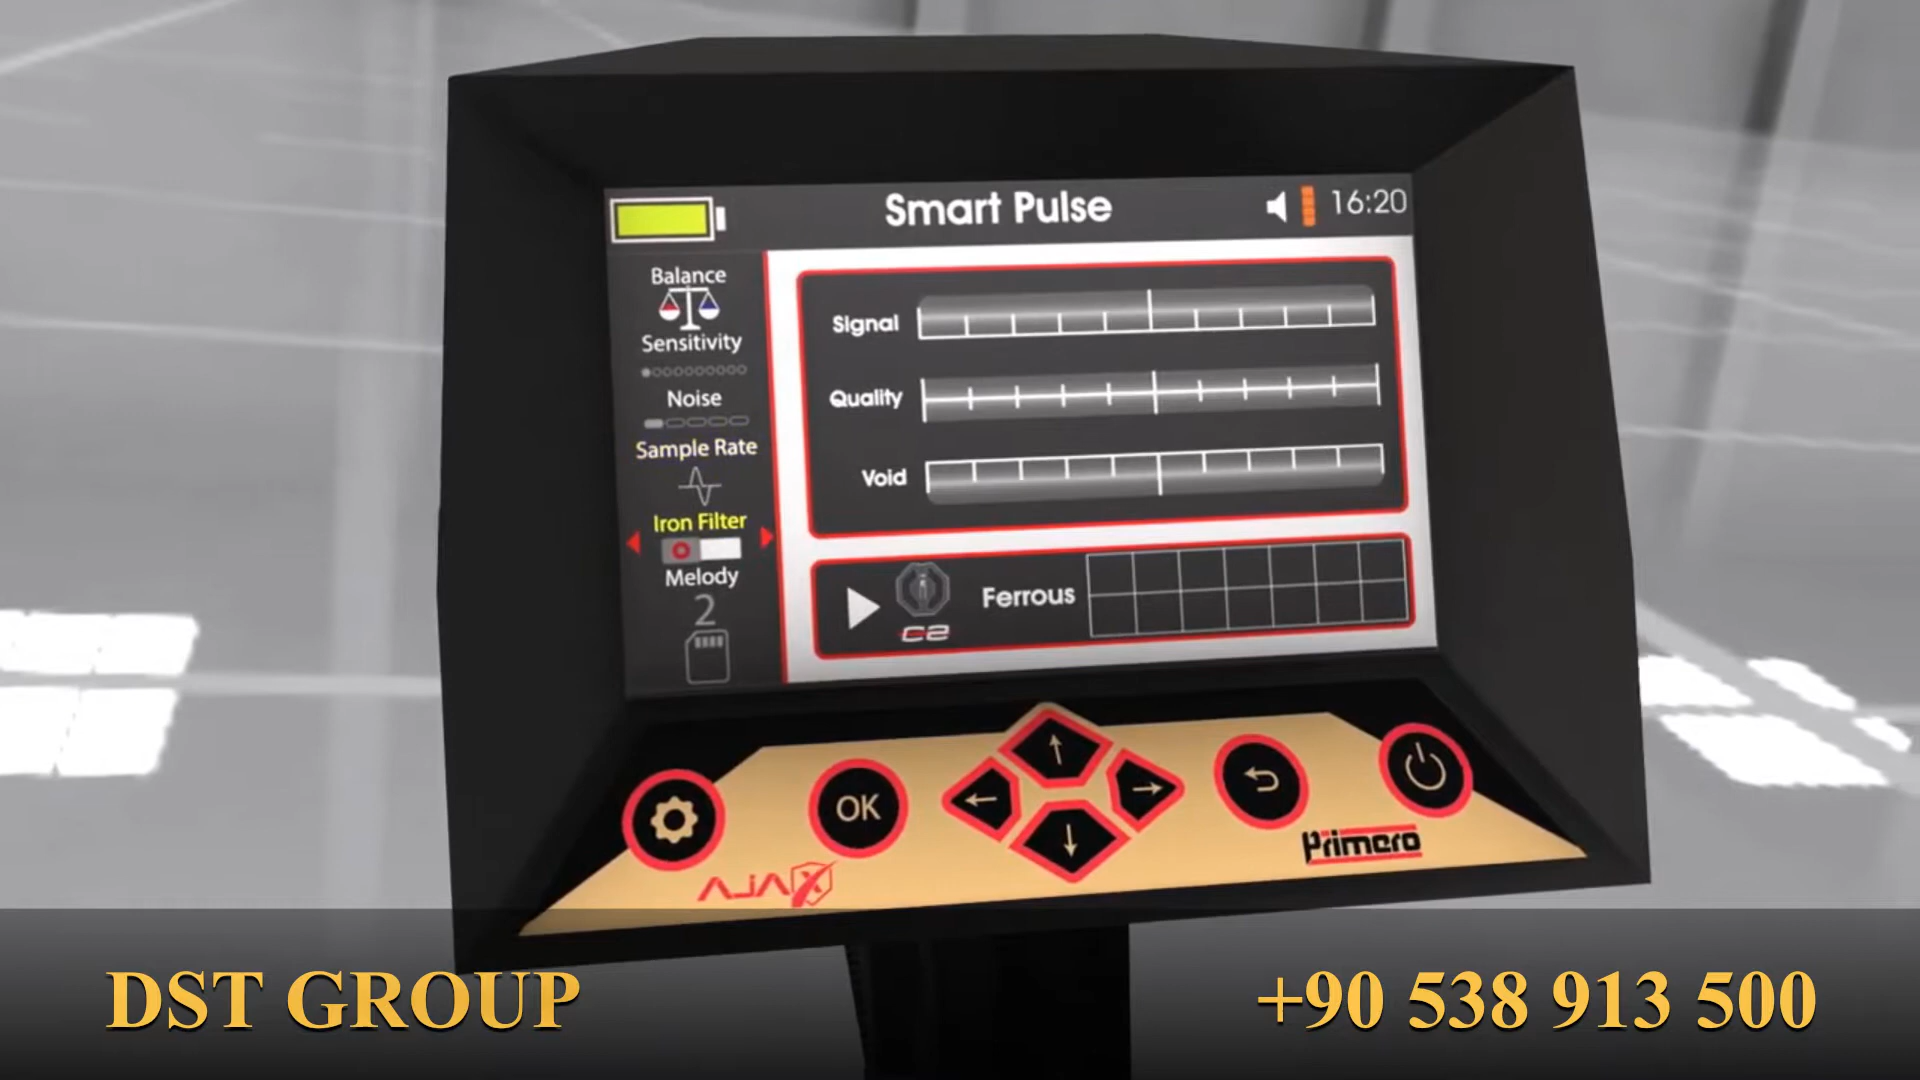 Smart Pulse
16:20
Balance
Sensitivity
Noise
Sample Rate
Iron Filter
Melody
2
Signal
Quality
Void
C2
Ferrous
OK
AJAX
Primero
DST GROUP
+90 538 913 500